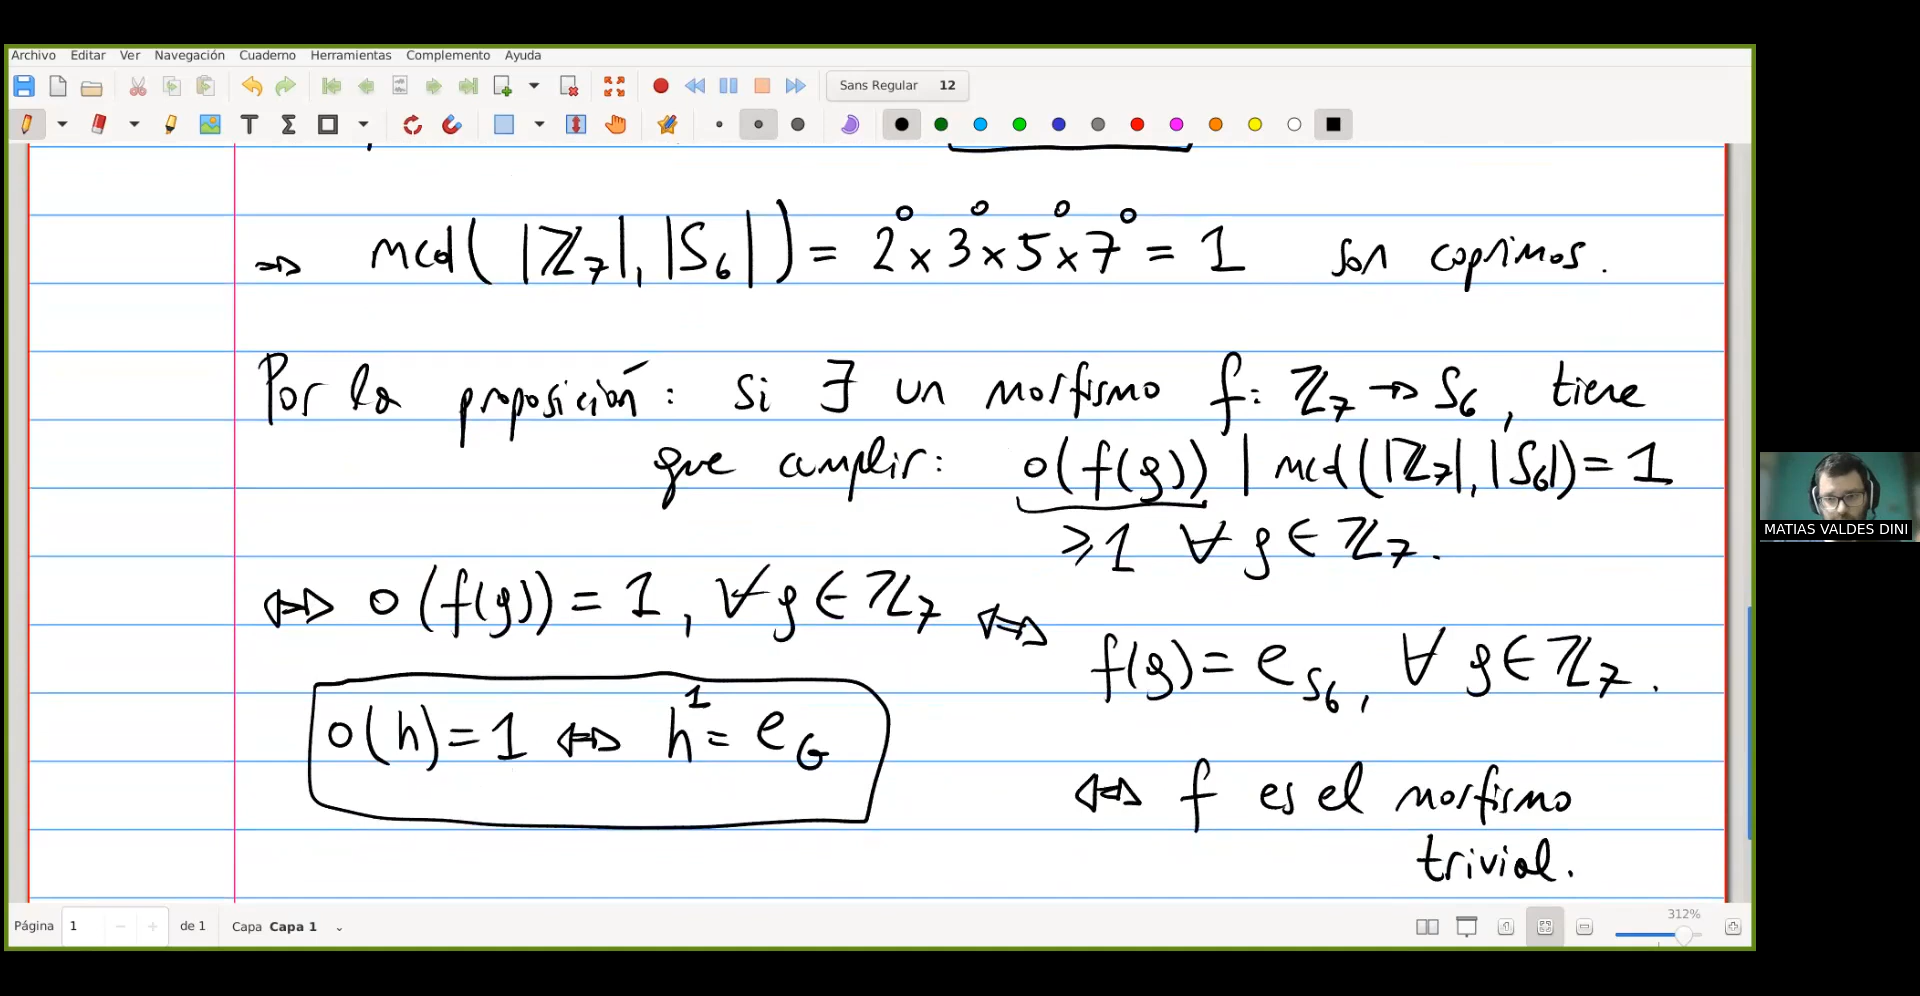 Archivo Editar Ver Navegación Cuaderno Herramientas Complemento Ayuda
Sans Regular 12
⇒ mcd( |ℤ₇|, |S₆| ) = 2⁰ × 3⁰ × 5⁰ × 7⁰ = 1 son coprimos.
Por la proposición: si ∃ un morfismo f: ℤ₇ → S₆, tiene
que cumplir: o(f(g)) | mcd(|ℤ₇|, |S₆|) = 1
⩾1 ∀ g ∈ ℤ₇.
⇔ o(f(g)) = 1, ∀ g ∈ ℤ₇ ⇔
f(g) = e_{S₆}, ∀ g ∈ ℤ₇.
o(h) = 1 ⇔ h¹ = e_G
⇔ f es el morfismo
trivial.
MATIAS VALDES DINI
Página 1 de 1 Capa Capa 1 312%